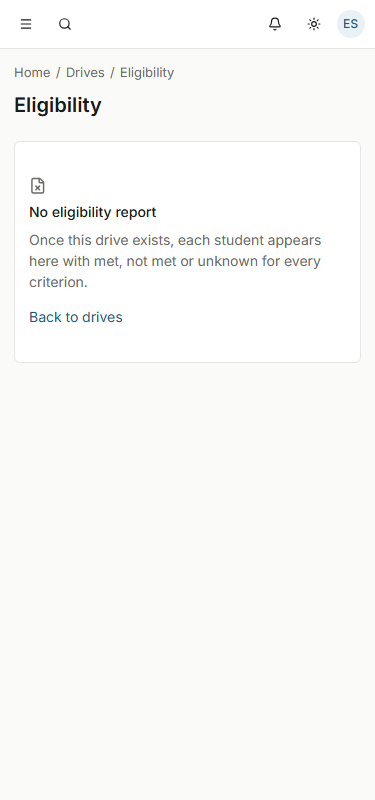 ES
Home / Drives / Eligibility
Eligibility
No eligibility report
Once this drive exists, each student appears
here with met, not met or unknown for every
criterion.
Back to drives